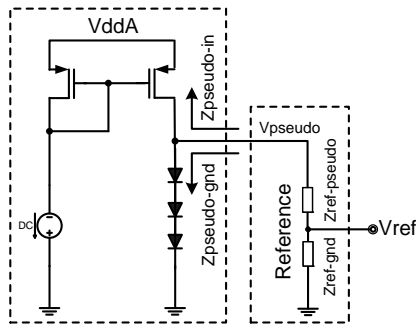 VddA
Zpseudo-in
Vpseudo
Zpseudo-gnd
DC
Reference
Zref-pseudo
Zref-gnd
Vref